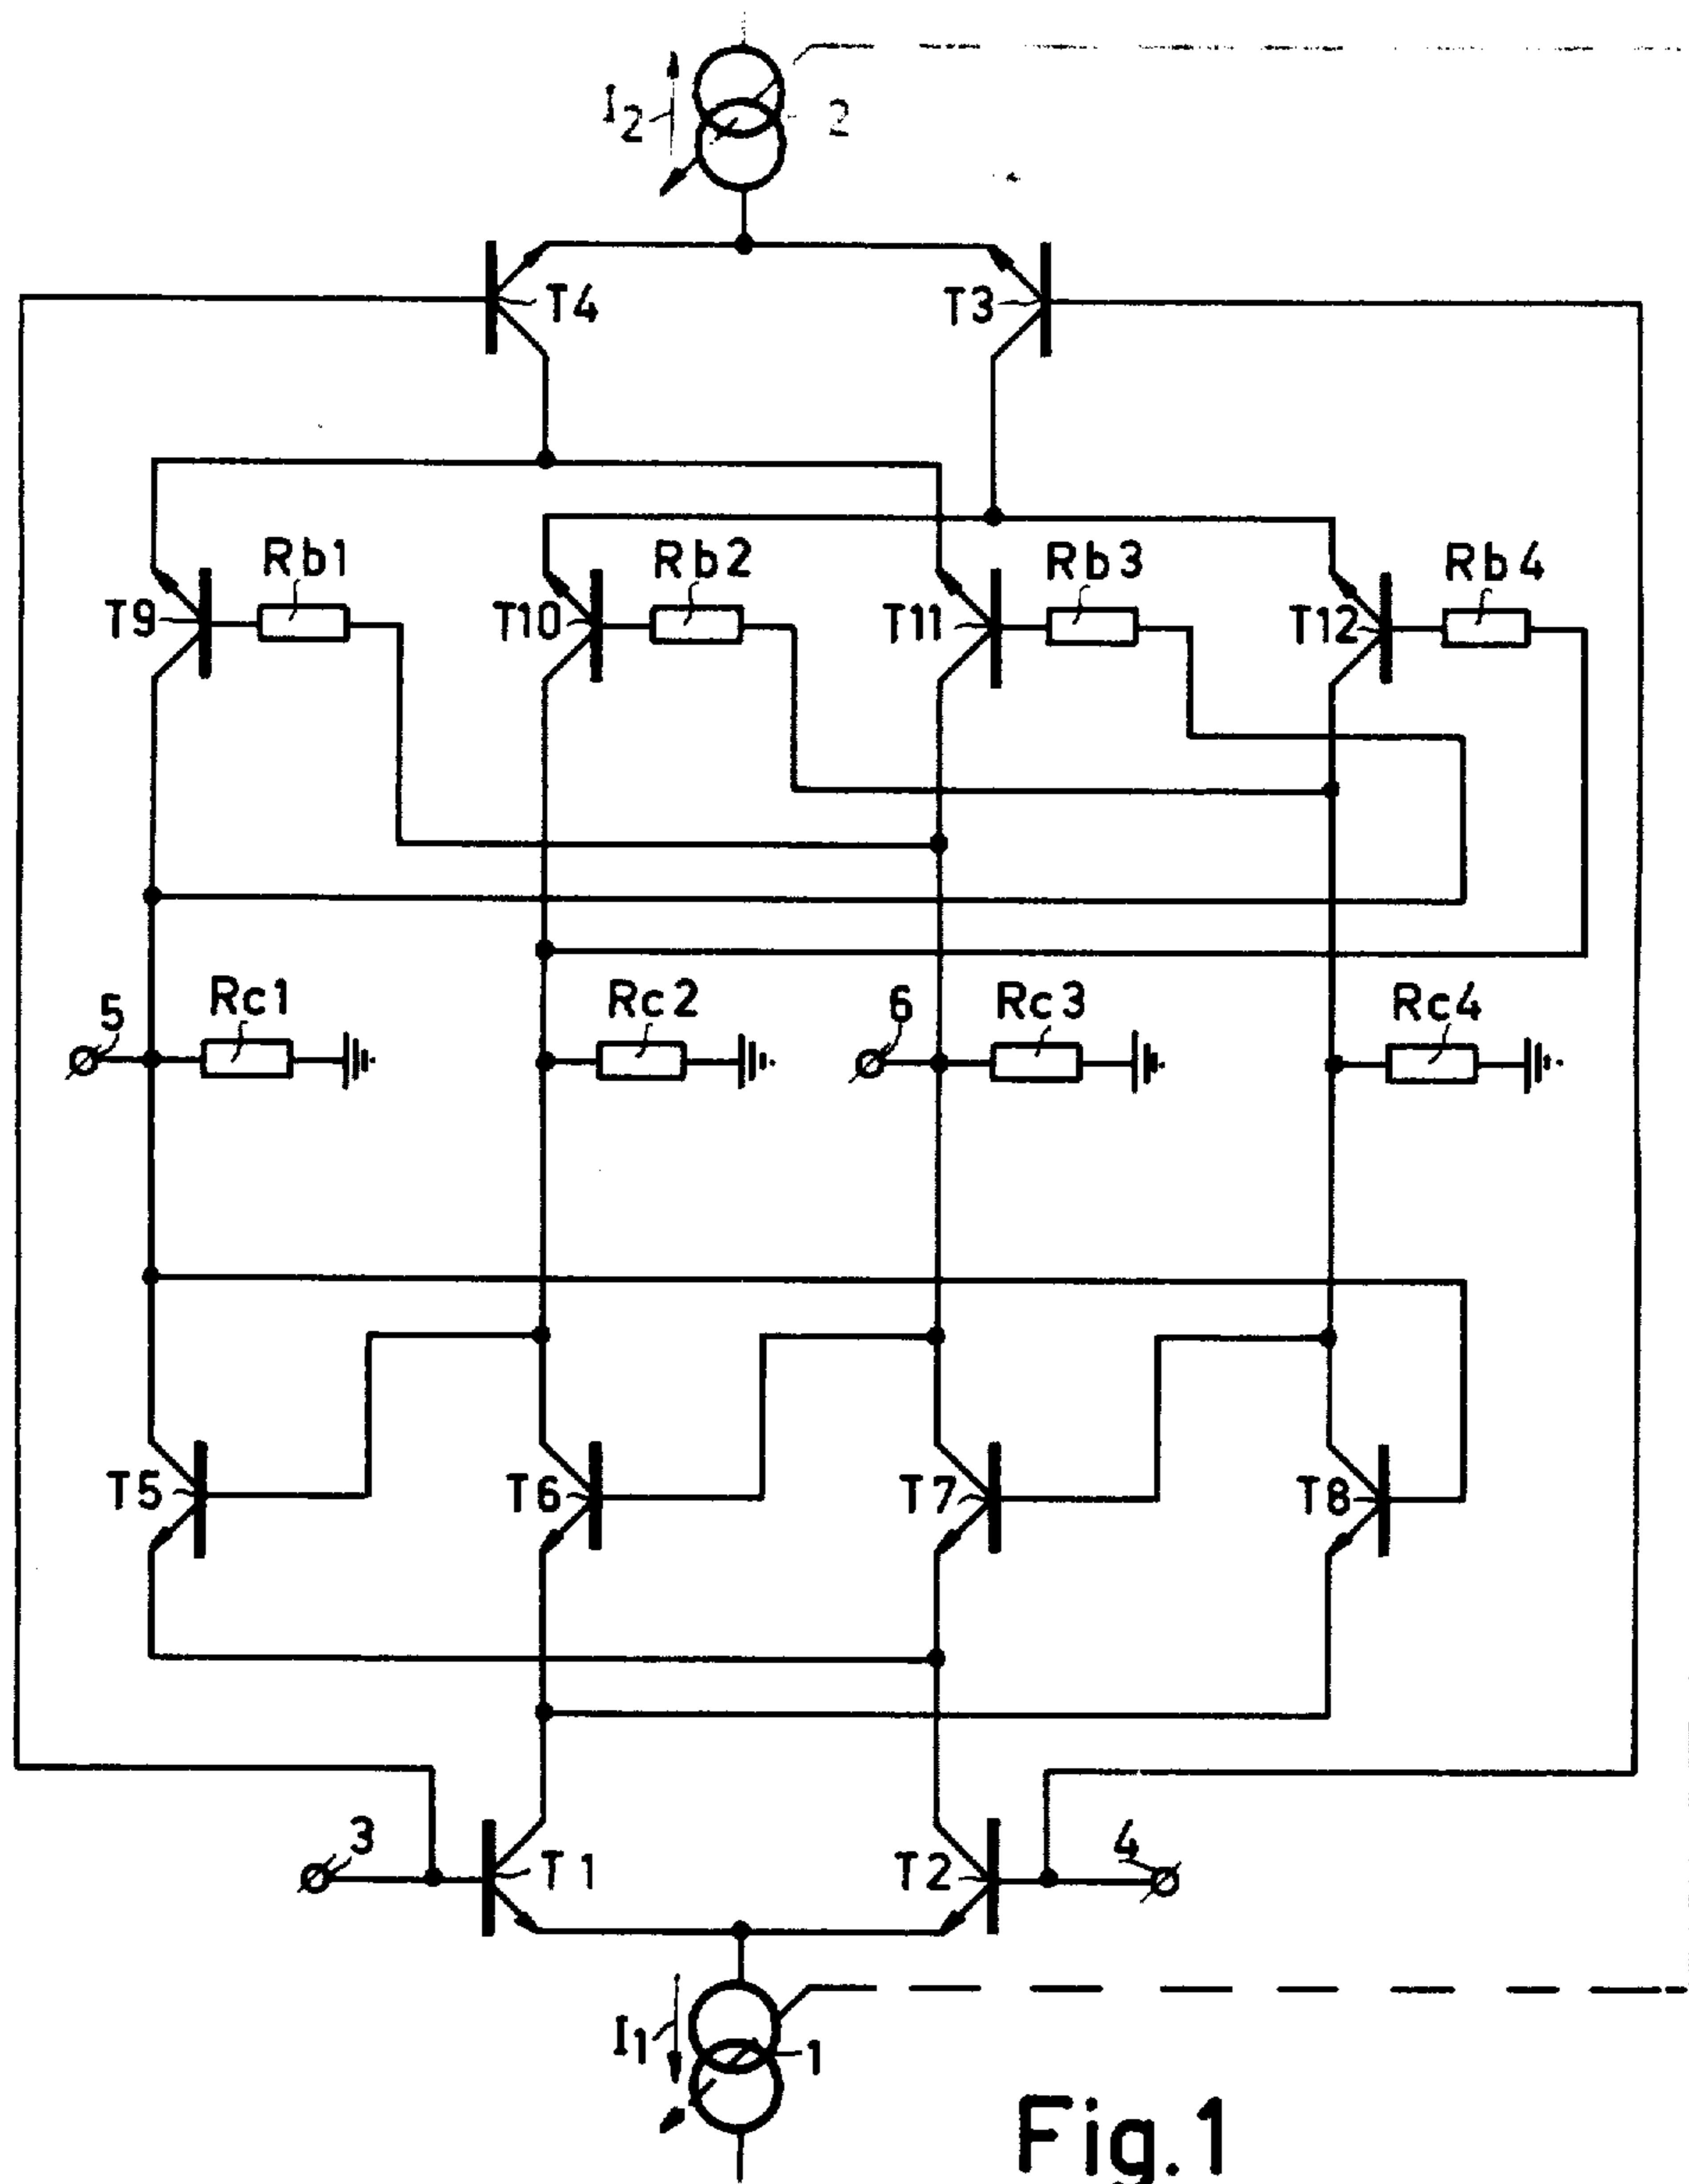 I2 2
T4 T3
Rb1 Rb2 Rb3 Rb4
T9 T10 T11 T12
5 Rc1 Rc2 6 Rc3 Rc4
T5 T6 T7 T8
3 T1 T2 4
I1 1
Fig.1